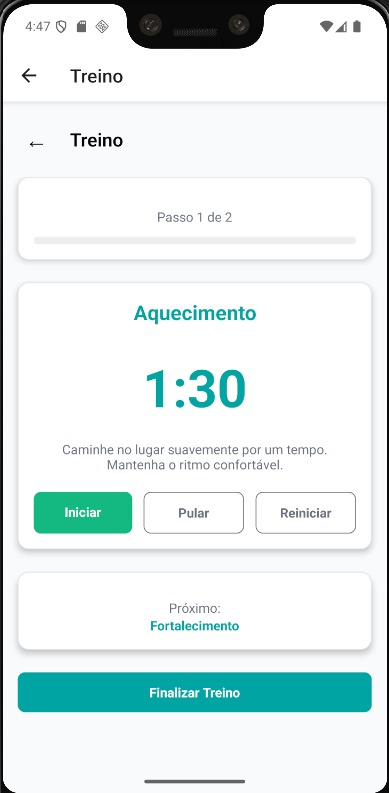 4:47
Treino
Treino
Passo 1 de 2
Aquecimento
1:30
Caminhe no lugar suavemente por um tempo.
Mantenha o ritmo confortável.
Iniciar
Pular
Reiniciar
Próximo:
Fortalecimento
Finalizar Treino